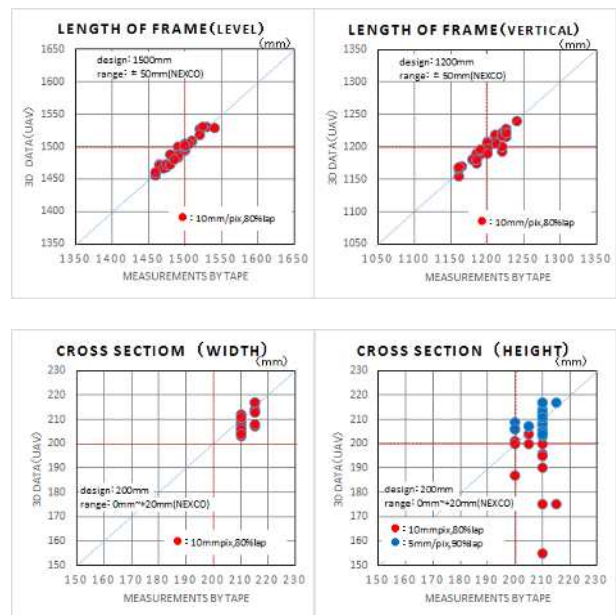 LENGTH OF FRAME(LEVEL)
(mm)
design: 1500mm
range: ± 50mm(NEXCO)
1650
1600
1550
1500
1450
1400
1350
3D DATA(UAV)
: 10mm/pix,80%lap
1350 1400 1450 1500 1550 1600 1650
MEASUREMENTS BY TAPE
LENGTH OF FRAME(VERTICAL)
(mm)
design: 1200mm
range: ± 50mm(NEXCO)
1350
1300
1250
1200
1150
1100
1050
3D DATA(UAV)
: 10mm/pix,80%lap
1050 1100 1150 1200 1250 1300 1350
MEASUREMENTS BY TAPE
CROSS SECTIOM (WIDTH)
(mm)
230
220
210
200
190
180
170
160
150
3D DATA(UAV)
design: 200mm
range: 0mm~+20mm(NEXCO)
: 10mmpix,80%lap
150 160 170 180 190 200 210 220 230
MEASUREMENTS BY TAPE
CROSS SECTION (HEIGHT)
(mm)
230
220
210
200
190
180
170
160
150
3D DATA(UAV)
design: 200mm
range: 0mm~+20mm(NEXCO)
: 10mmpix,80%lap
: 5mm/pix,90%lap
150 160 170 180 190 200 210 220 230
MEASUREMENTS BY TAPE